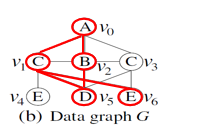 A v0
v1 C B v2 C v3
v4 E D v5 E v6
(b) Data graph G